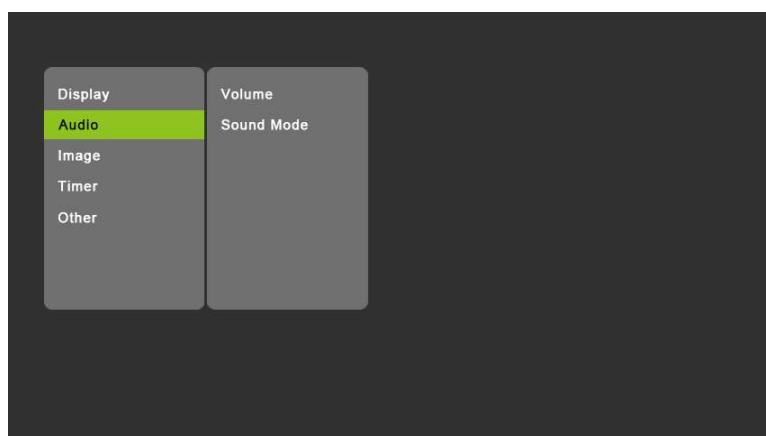 Display
Audio
Image
Timer
Other
Volume
Sound Mode